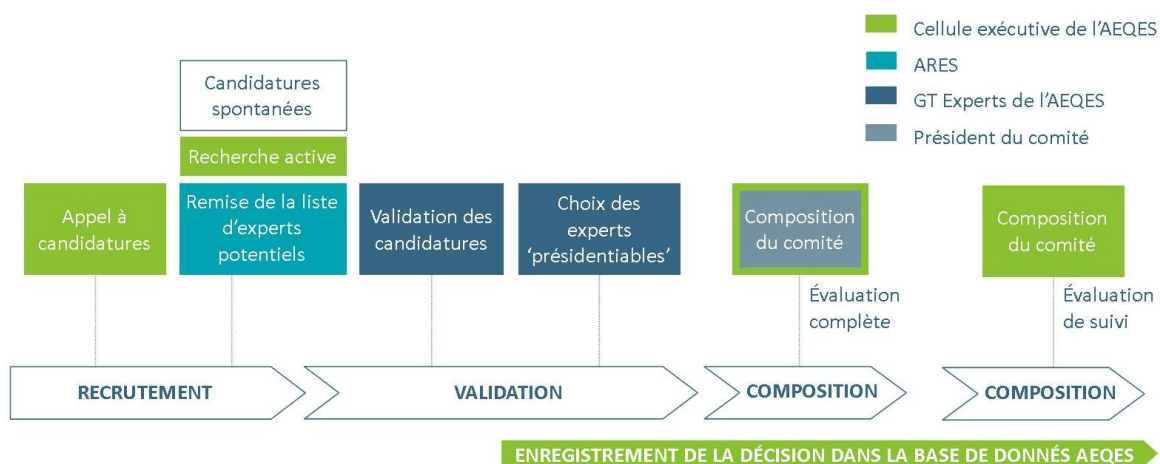 Cellule exécutive de l'AEQES
ARES
GT Experts de l'AEQES
Président du comité
Candidatures
spontanées
Recherche active
Appel à
candidatures
Remise de la liste
d'experts
potentiels
Validation des
candidatures
Choix des
experts
‘présidentiables’
Composition
du comité
Composition
du comité
Évaluation
complète
Évaluation
de suivi
RECRUTEMENT
VALIDATION
COMPOSITION
COMPOSITION
ENREGISTREMENT DE LA DÉCISION DANS LA BASE DE DONNÉS AEQES